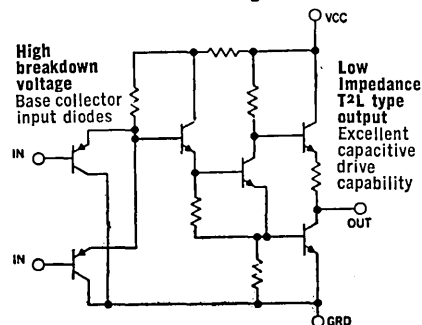 VCC
High
breakdown
voltage
Base collector
input diodes
Low
Impedance
T²L type
output
Excellent
capacitive
drive
capability
IN
OUT
IN
GRD